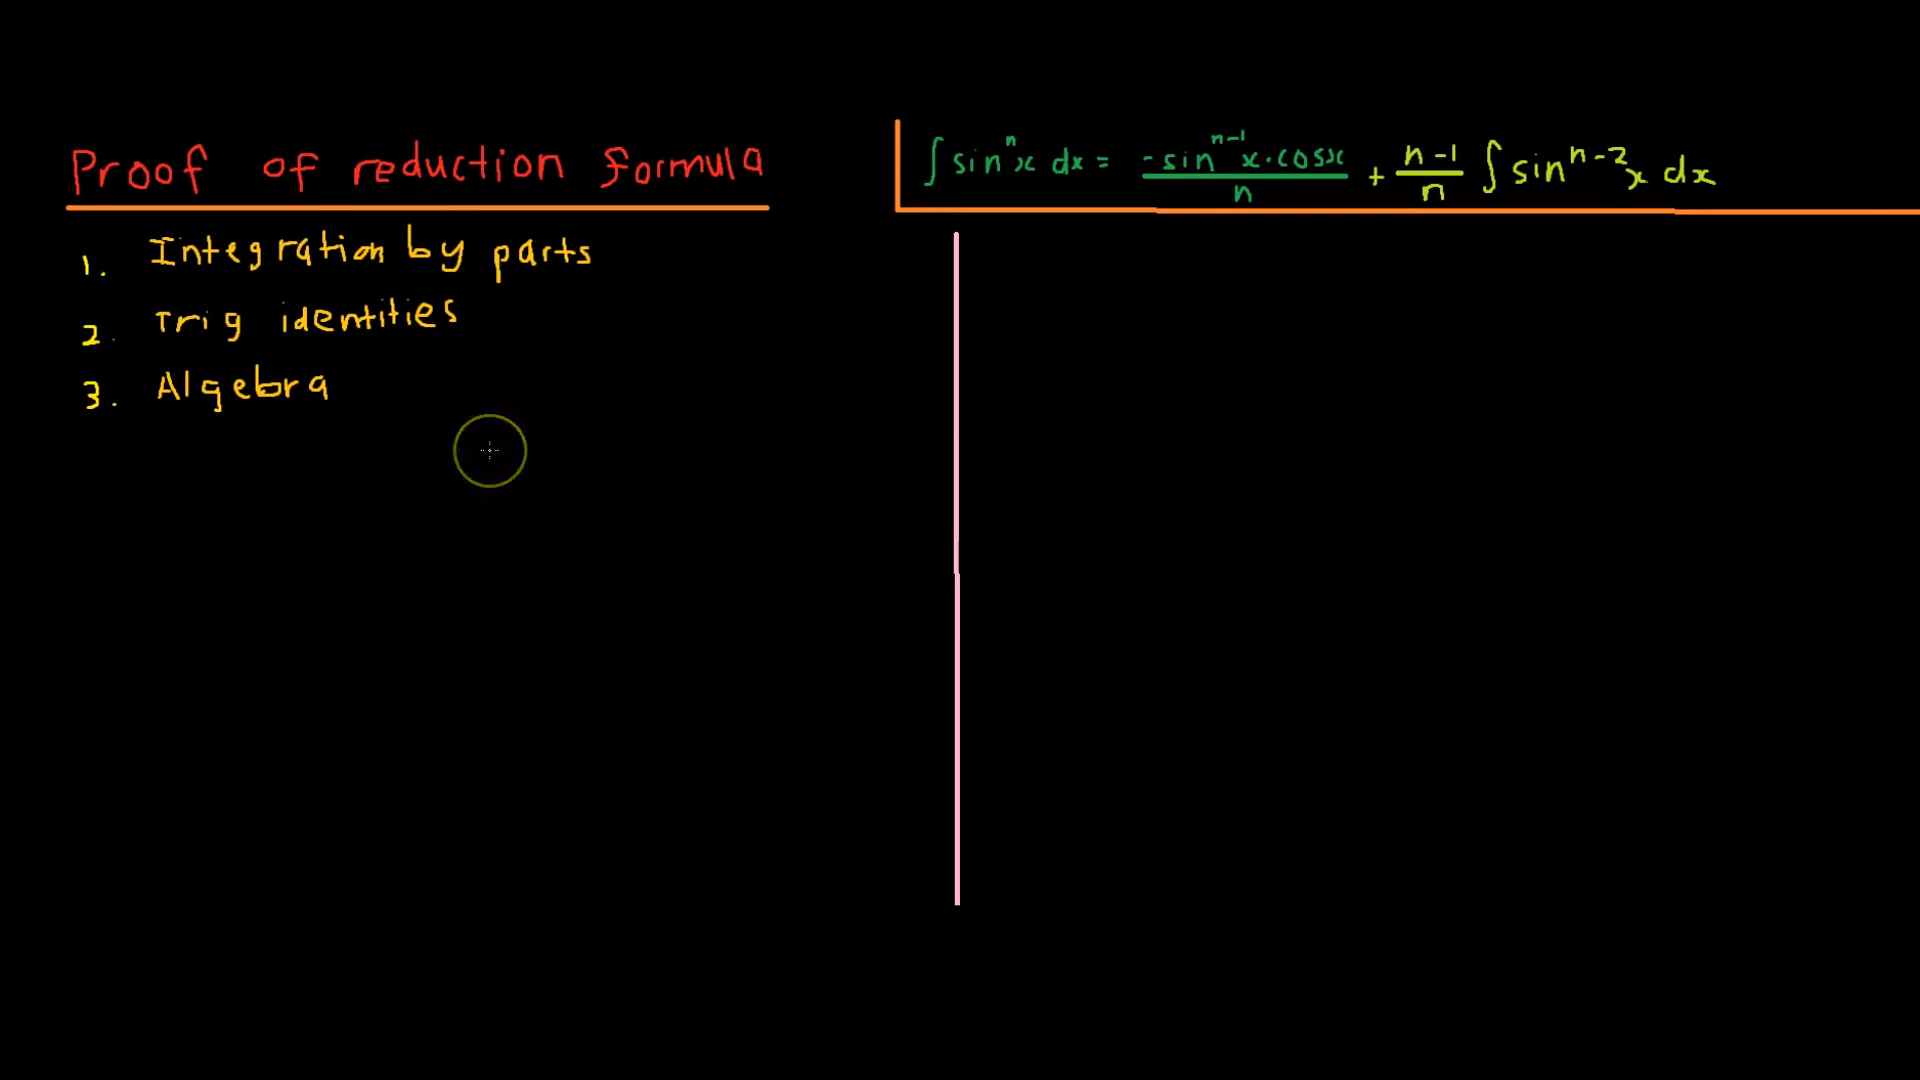 Proof of reduction formula
∫ sinⁿx dx = -sinⁿ⁻¹x·cosx/n + n-1/n ∫ sinⁿ⁻²x dx
1. Integration by parts
2. Trig identities
3. Algebra